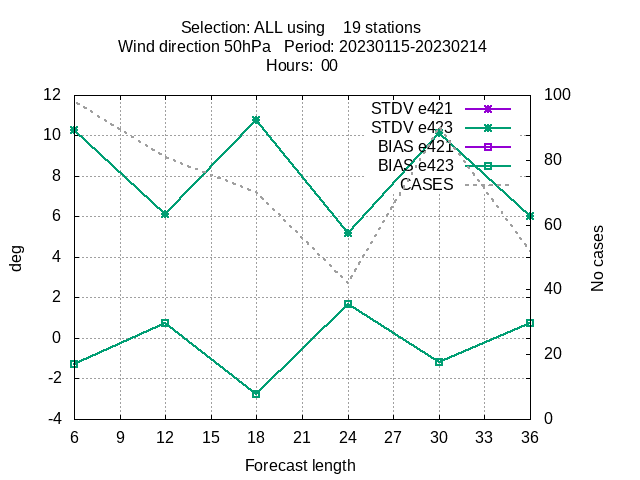 Selection: ALL using    19 stations
Wind direction 50hPa   Period: 20230115-20230214
Hours:  00
12
10
8
6
4
2
0
-2
-4
100
80
60
40
20
0
STDV e421
STDV e423
BIAS e421
BIAS e423
CASES
deg
No cases
6 9 12 15 18 21 24 27 30 33 36
Forecast length